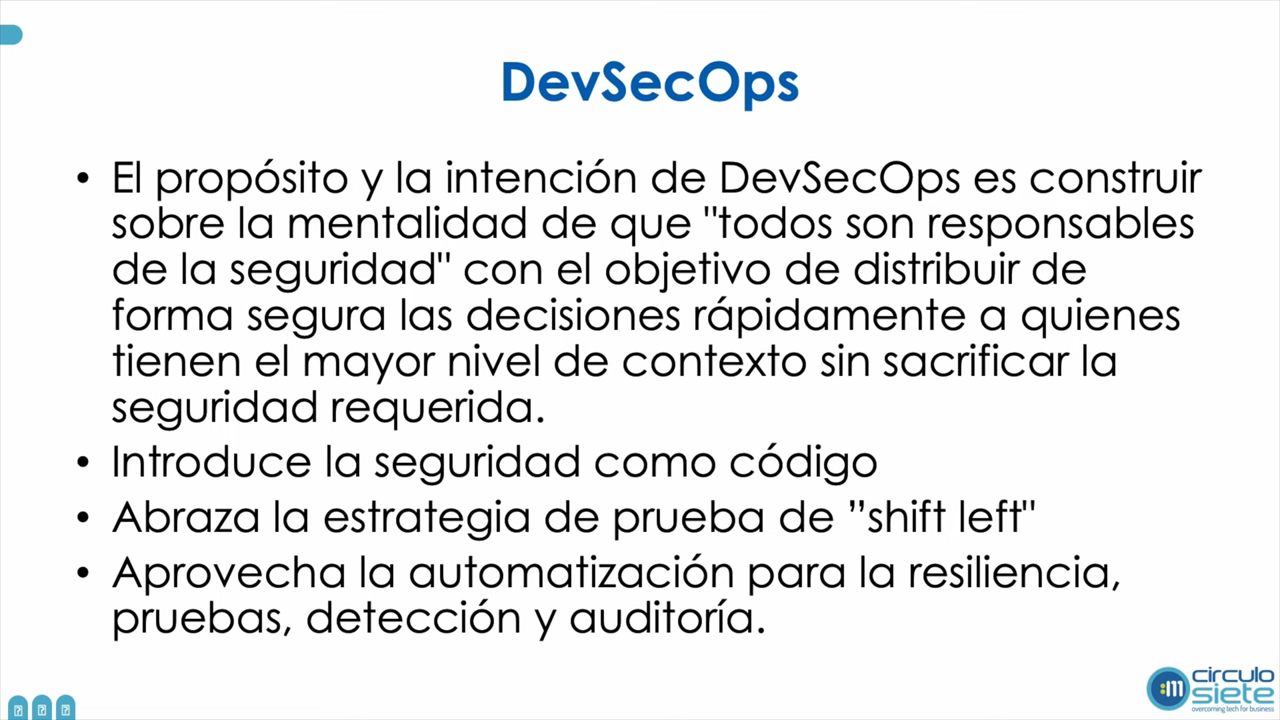 DevSecOps
• El propósito y la intención de DevSecOps es construir
sobre la mentalidad de que "todos son responsables
de la seguridad" con el objetivo de distribuir de
forma segura las decisiones rápidamente a quienes
tienen el mayor nivel de contexto sin sacrificar la
seguridad requerida.
• Introduce la seguridad como código
• Abraza la estrategia de prueba de ”shift left"
• Aprovecha la automatización para la resiliencia,
pruebas, detección y auditoría.
:m circulo
siete
overcoming tech for business